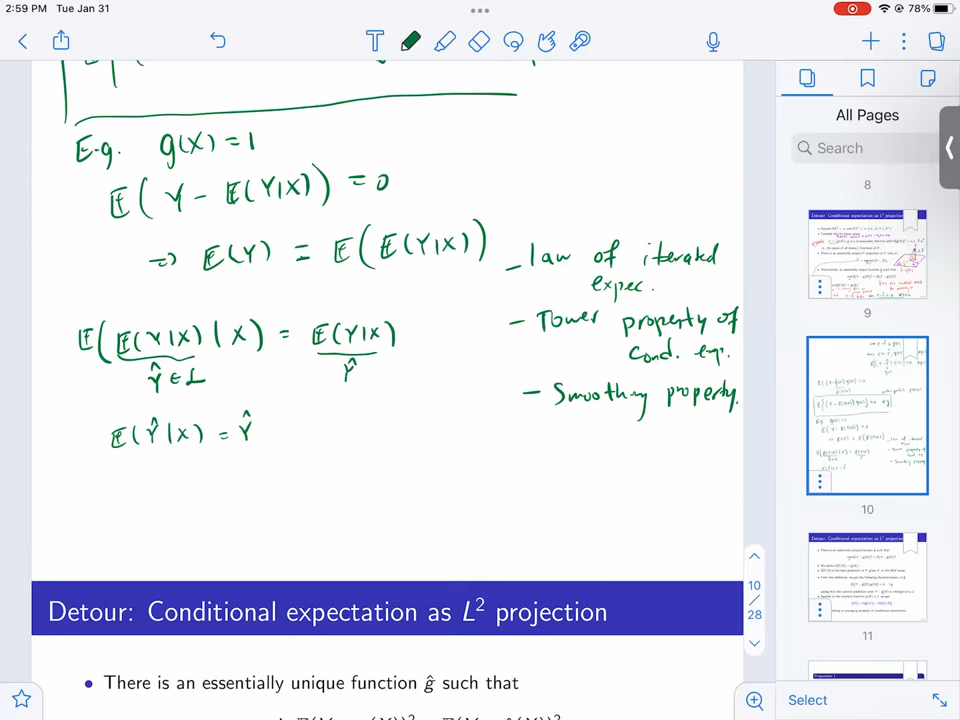 2:59 PM Tue Jan 31
78%
E.g. g(X) = 1
𝔼( Y - 𝔼(Y|X) ) = 0
⇒ 𝔼(Y) = 𝔼( 𝔼(Y|X) )
- law of iterated
expec.
- Tower property of
cond. exp.
- Smoothing property.
𝔼( 𝔼(Y|X) | X ) = 𝔼(Y|X)
Ŷ ∈ L Ŷ
𝔼(Ŷ|X) = Ŷ
Detour: Conditional expectation as L² projection
• There is an essentially unique function ĝ such that
All Pages
Search
8
9
10
11
10
/
28
Select